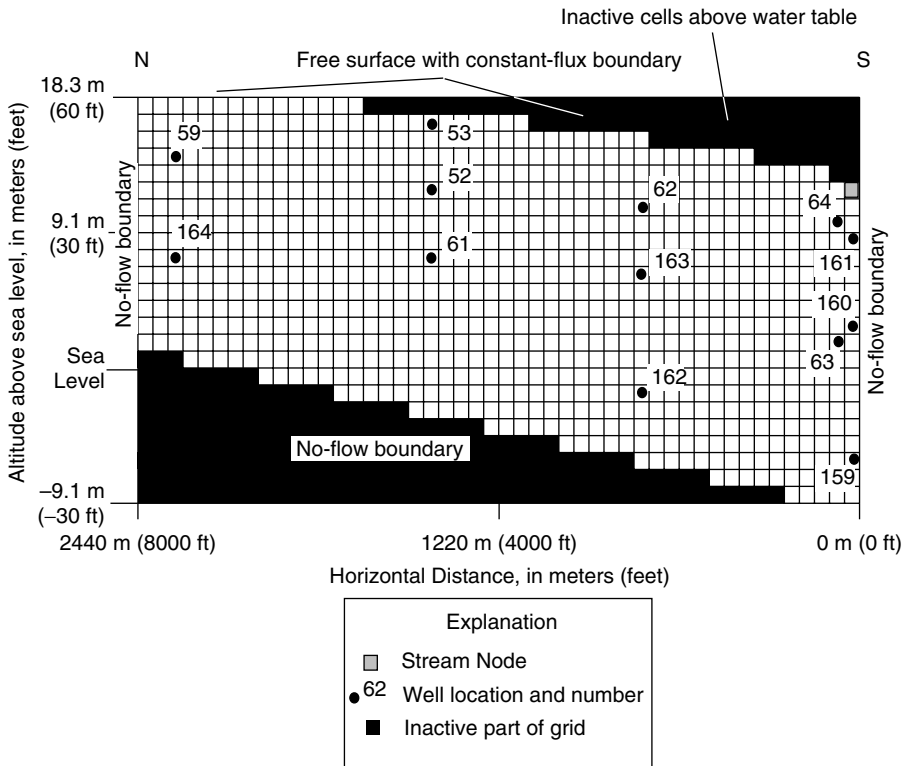 Inactive cells above water table
N
Free surface with constant-flux boundary
S
18.3 m
(60 ft)
Altitude above sea level, in meters (feet)
No-flow boundary
59
53
52
62
64
9.1 m
(30 ft)
164
61
163
161
No-flow boundary
160
Sea
Level
63
162
No-flow boundary
159
–9.1 m
(–30 ft)
2440 m (8000 ft)
1220 m (4000 ft)
0 m (0 ft)
Horizontal Distance, in meters (feet)
Explanation
Stream Node
62 Well location and number
Inactive part of grid